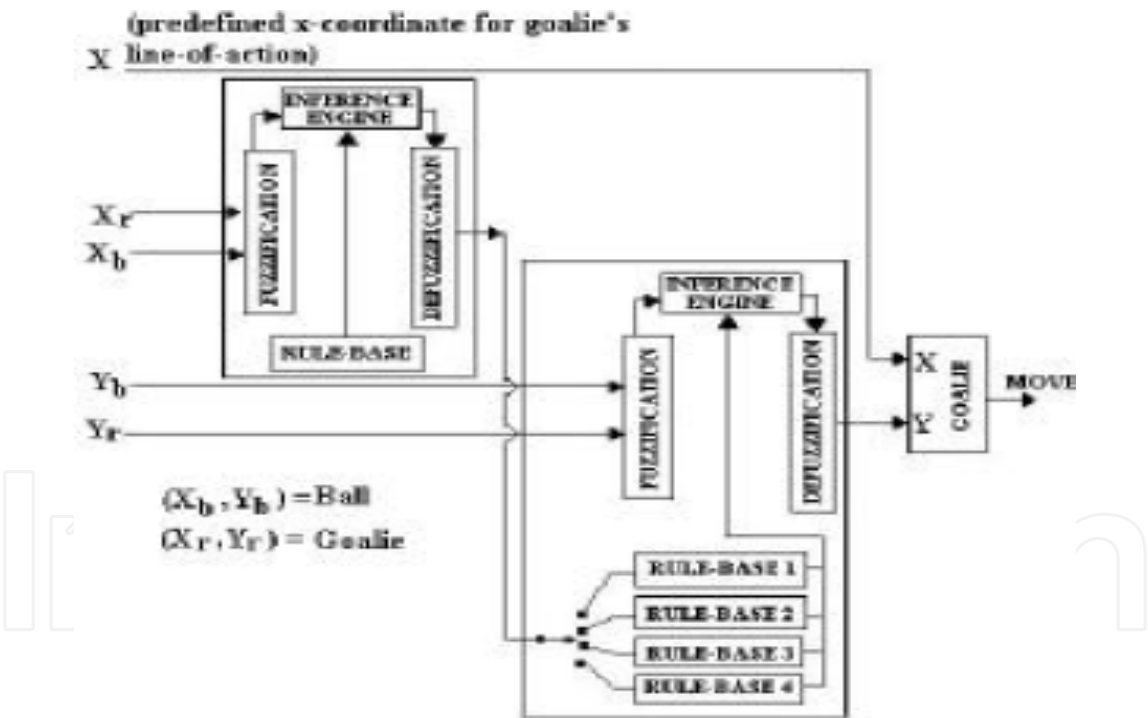 (predefined x-coordinate for goalie's
X line-of-action)
INFERENCE
ENGINE
FUZZIFICATION
DEFUZZIFICATION
RULE-BASE
Xr
Xb
Yb
Yr
INFERENCE
ENGINE
FUZZIFICATION
DEFUZZIFICATION
X
Y
GOALIE
MOVE
(Xb, Yb) = Ball
(Xr, Yr) = Goalie
RULE-BASE 1
RULE-BASE 2
RULE-BASE 3
RULE-BASE 4